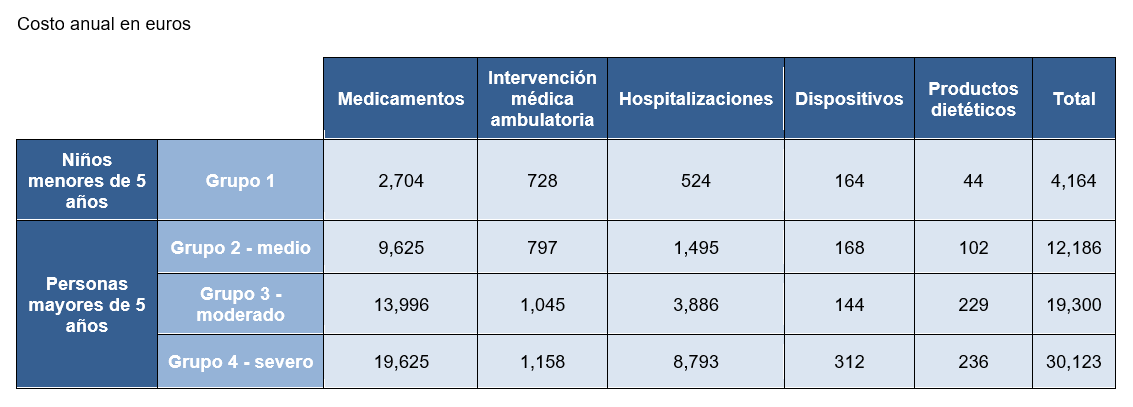 Costo anual en euros
Medicamentos
Intervención
médica
ambulatoria
Hospitalizaciones
Dispositivos
Productos
dietéticos
Total
Niños
menores de 5
años
Grupo 1
2,704
728
524
164
44
4,164
Personas
mayores de 5
años
Grupo 2 - medio
9,625
797
1,495
168
102
12,186
Grupo 3 -
moderado
13,996
1,045
3,886
144
229
19,300
Grupo 4 - severo
19,625
1,158
8,793
312
236
30,123